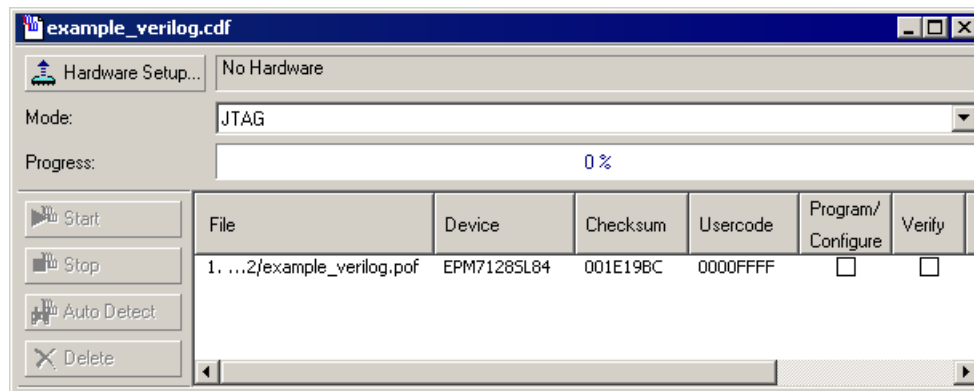 example_verilog.cdf
Hardware Setup... No Hardware
Mode: JTAG
Progress: 0 %
Start
Stop
Auto Detect
Delete
File Device Checksum Usercode Program/ Configure Verify
1. ...2/example_verilog.pof EPM7128SL84 001E19BC 0000FFFF